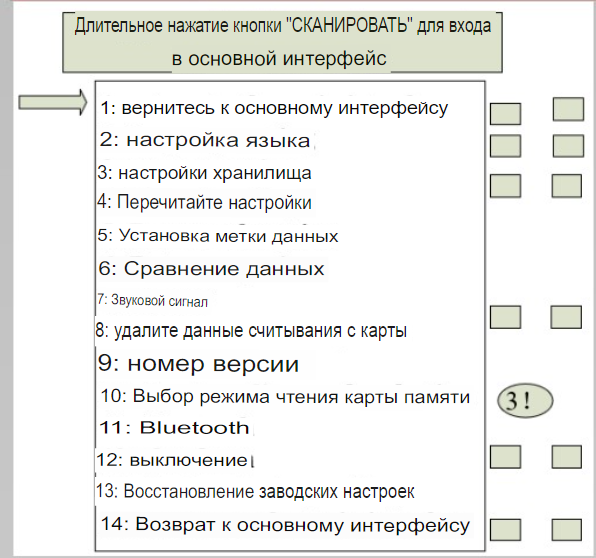 Длительное нажатие кнопки "СКАНИРОВАТЬ" для входа
в основной интерфейс
1: вернитесь к основному интерфейсу
2: настройка языка
3: настройки хранилища
4: Перечитайте настройки
5: Установка метки данных
6: Сравнение данных
7: Звуковой сигнал
8: удалите данные считывания с карты
9: номер версии
10: Выбор режима чтения карты памяти
3!
11: Bluetooth
12: выключение
13: Восстановление заводских настроек
14: Возврат к основному интерфейсу